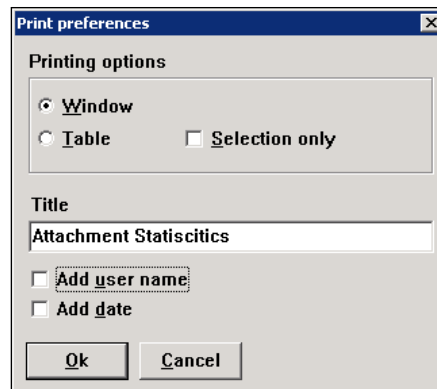 Print preferences
Printing options
Window
Table Selection only
Title
Attachment Statiscitics
Add user name
Add date
Ok Cancel